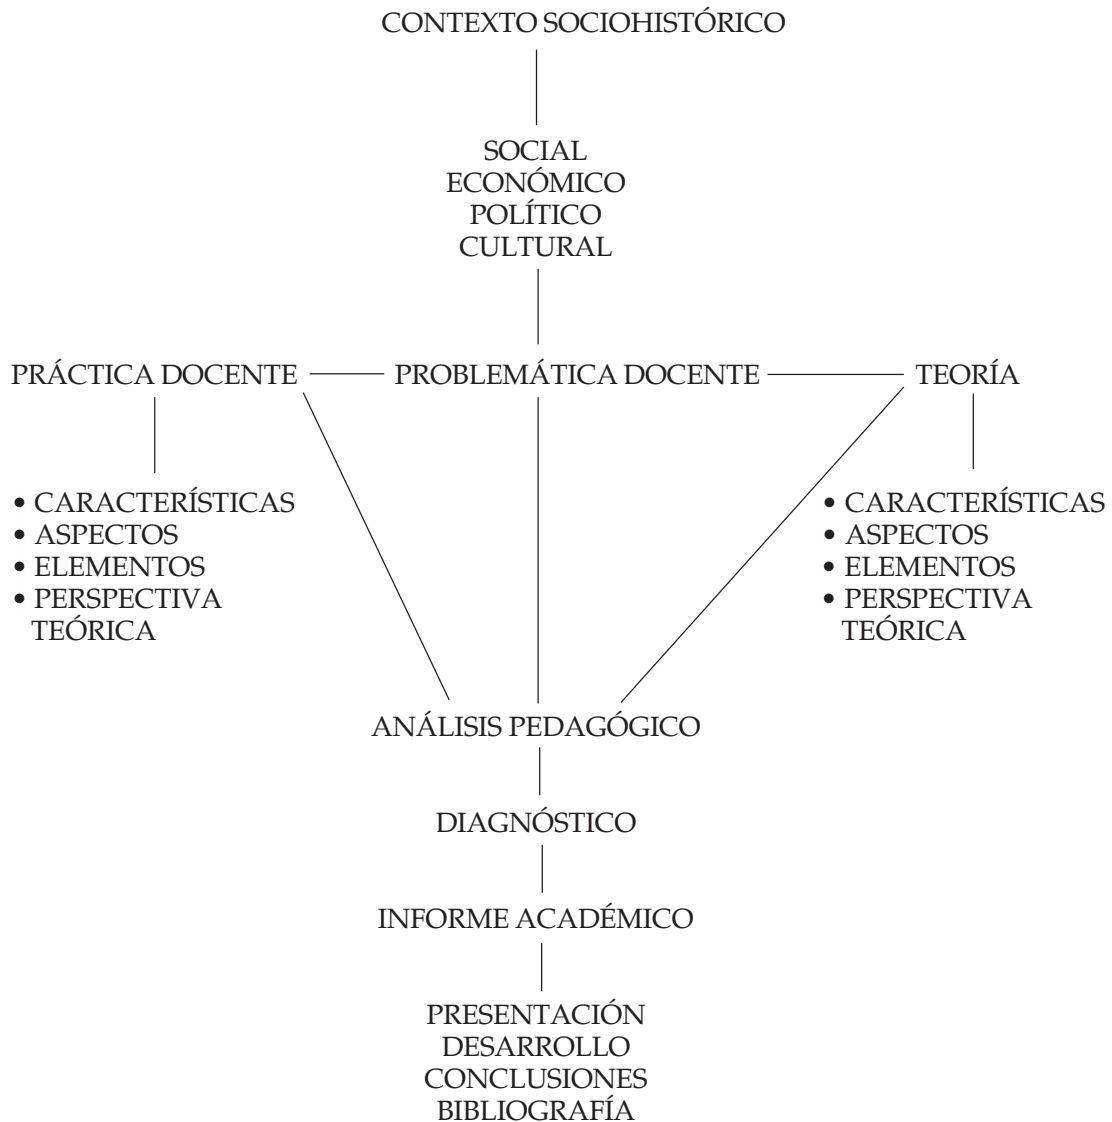 CONTEXTO SOCIOHISTÓRICO
SOCIAL
ECONÓMICO
POLÍTICO
CULTURAL
PRÁCTICA DOCENTE
PROBLEMÁTICA DOCENTE
TEORÍA
• CARACTERÍSTICAS
• ASPECTOS
• ELEMENTOS
• PERSPECTIVA
TEÓRICA
• CARACTERÍSTICAS
• ASPECTOS
• ELEMENTOS
• PERSPECTIVA
TEÓRICA
ANÁLISIS PEDAGÓGICO
DIAGNÓSTICO
INFORME ACADÉMICO
PRESENTACIÓN
DESARROLLO
CONCLUSIONES
BIBLIOGRAFÍA